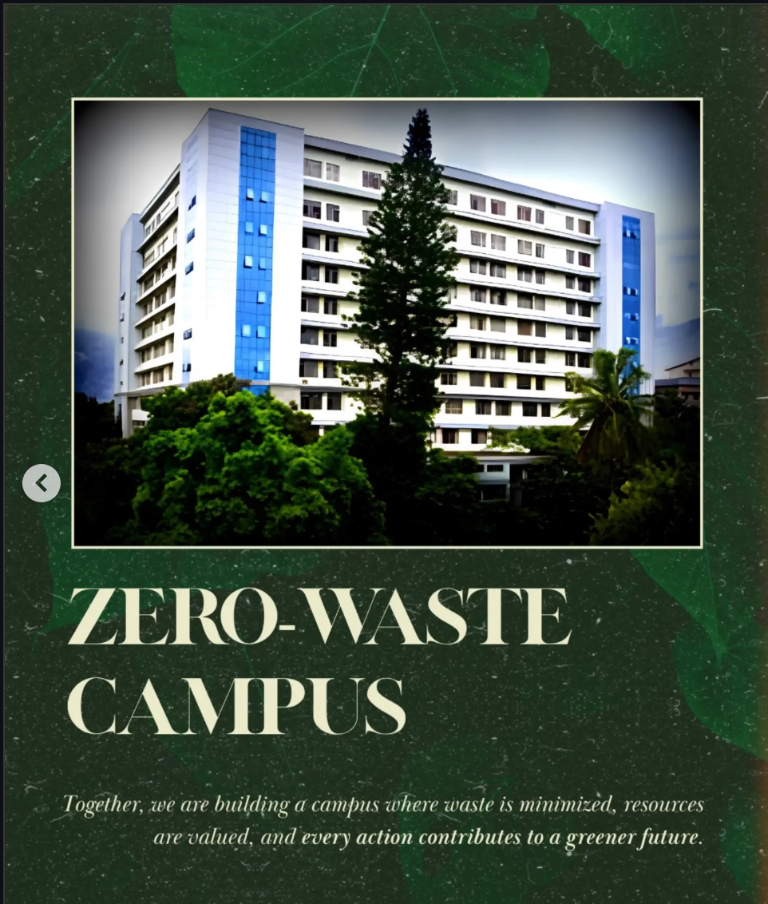 ZERO-WASTE
CAMPUS
Together, we are building a campus where waste is minimized, resources
are valued, and every action contributes to a greener future.